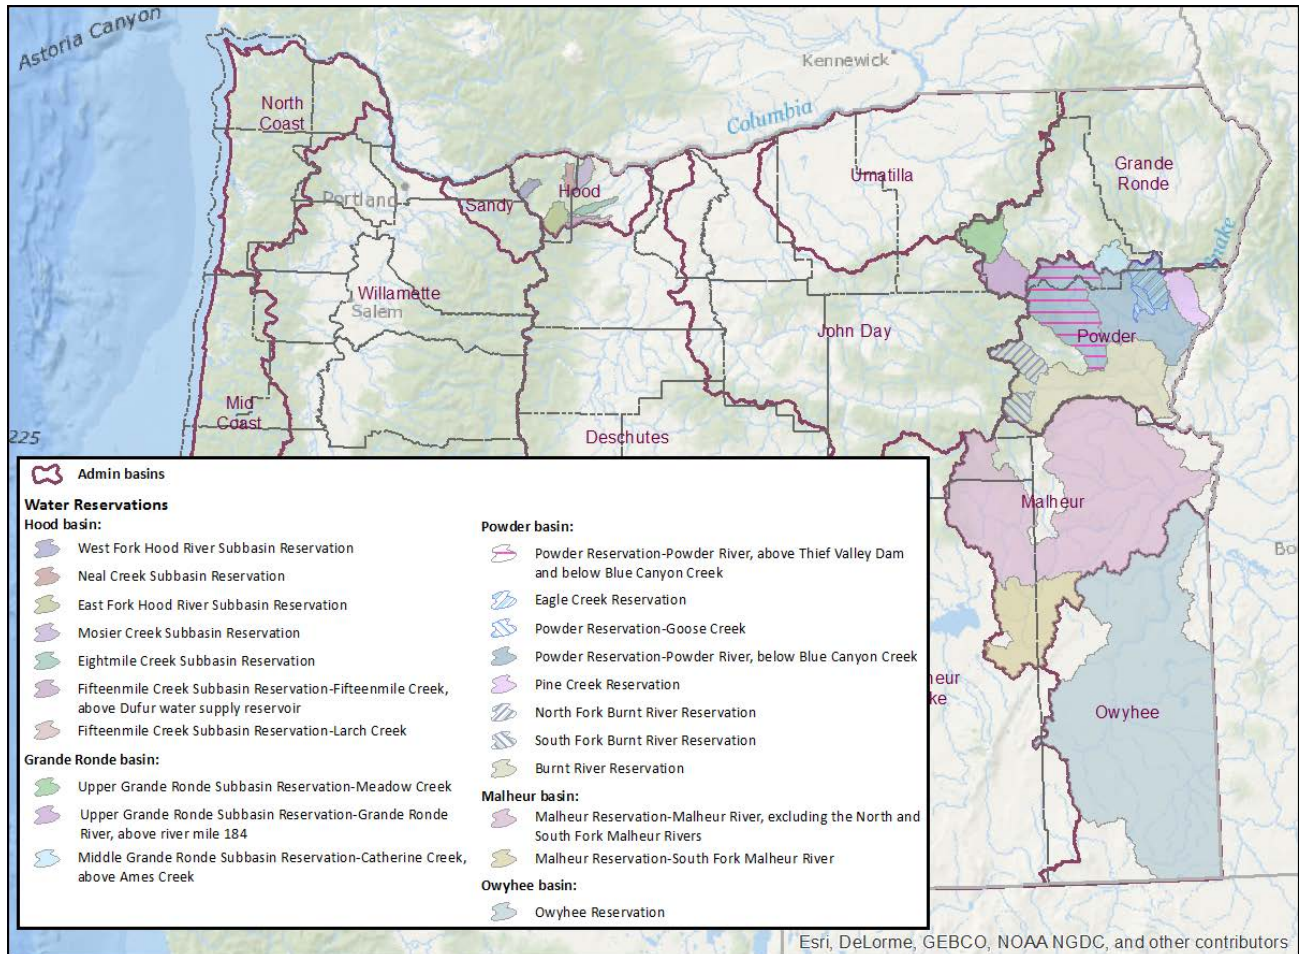 Astoria Canyon
Kennewick
North
Coast
Columbia
Umatilla
Grande
Ronde
Portland
Sandy
Hood
Snake
Willamette
Salem
John Day
Powder
Mid
Coast
225
Deschutes
Malheur
Owyhee
Admin basins
Water Reservations
Hood basin:
West Fork Hood River Subbasin Reservation
Neal Creek Subbasin Reservation
East Fork Hood River Subbasin Reservation
Mosier Creek Subbasin Reservation
Eightmile Creek Subbasin Reservation
Fifteenmile Creek Subbasin Reservation-Fifteenmile Creek,
above Dufur water supply reservoir
Fifteenmile Creek Subbasin Reservation-Larch Creek
Grande Ronde basin:
Upper Grande Ronde Subbasin Reservation-Meadow Creek
Upper Grande Ronde Subbasin Reservation-Grande Ronde
River, above river mile 184
Middle Grande Ronde Subbasin Reservation-Catherine Creek,
above Ames Creek
Powder basin:
Powder Reservation-Powder River, above Thief Valley Dam
and below Blue Canyon Creek
Eagle Creek Reservation
Powder Reservation-Goose Creek
Powder Reservation-Powder River, below Blue Canyon Creek
Pine Creek Reservation
North Fork Burnt River Reservation
South Fork Burnt River Reservation
Burnt River Reservation
Malheur basin:
Malheur Reservation-Malheur River, excluding the North and
South Fork Malheur Rivers
Malheur Reservation-South Fork Malheur River
Owyhee basin:
Owyhee Reservation
eur
ke
Bo
Esri, DeLorme, GEBCO, NOAA NGDC, and other contributors